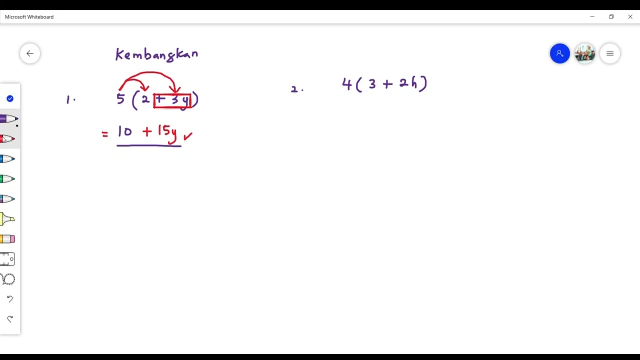 Microsoft Whiteboard
Kembangkan
1. 5 ( 2 + 3y )
= 10 + 15y ✓
2. 4 ( 3 + 2h )